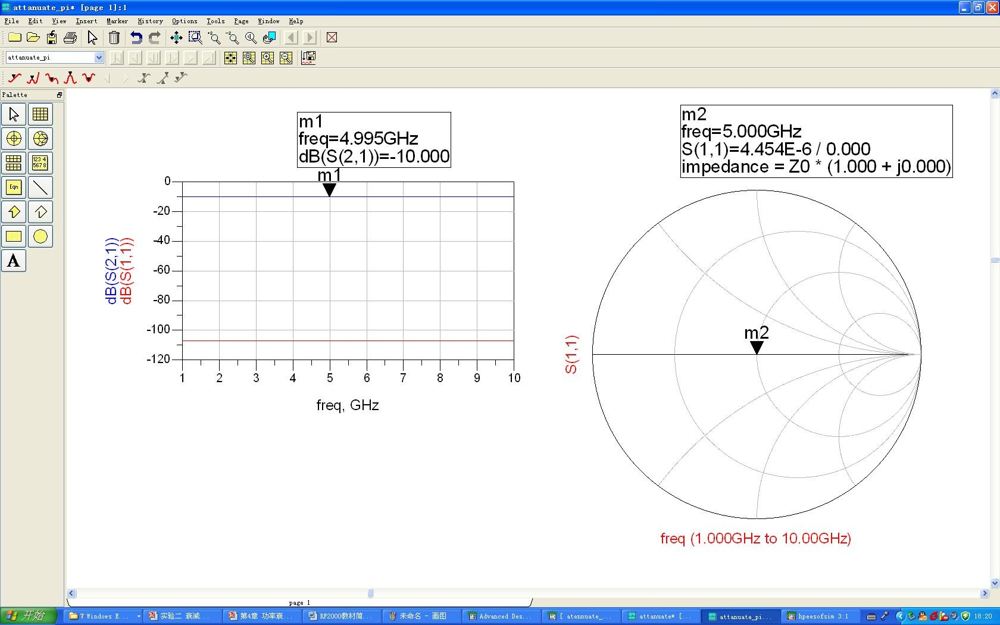 attanuate_pi* [page 1]:1
File Edit View Insert Marker History Options Tools Page Window Help
attanuate_pi
Palette
123 4
567 8
Eqn
A
m1
freq=4.995GHz
dB(S(2,1))=-10.000
m1
0
-20
-40
-60
-80
-100
-120
dB(S(2,1))
dB(S(1,1))
1 2 3 4 5 6 7 8 9 10
freq, GHz
m2
freq=5.000GHz
S(1,1)=4.454E-6 / 0.000
impedance = Z0 * (1.000 + j0.000)
m2
S(1,1)
freq (1.000GHz to 10.00GHz)
page 1
开始 7 Windows E... 实验二 衰减... 第4章 功率衰... RF2000教材简... 未命名 - 画图 Advanced Des... [ atennuate_... attanuate* [... attanuate_pi... hpeesofsim 3:1 18:20